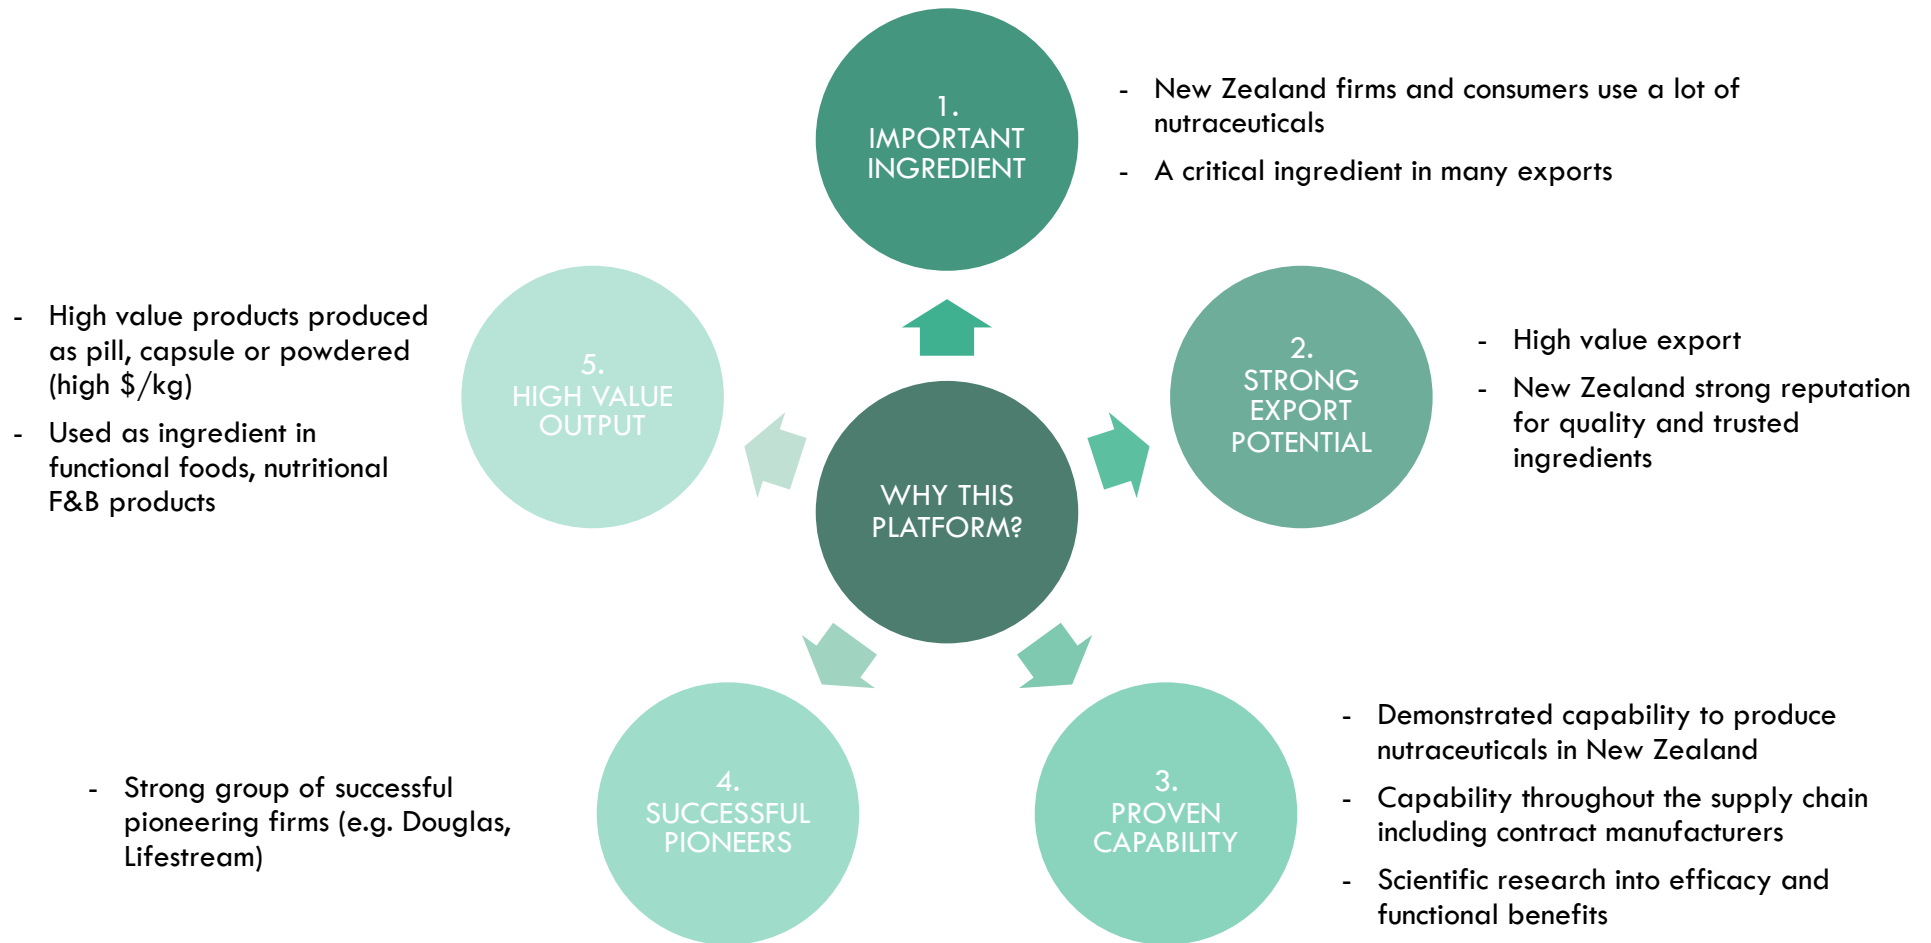 1.
IMPORTANT
INGREDIENT
- New Zealand firms and consumers use a lot of
nutraceuticals
- A critical ingredient in many exports
2.
STRONG
EXPORT
POTENTIAL
- High value export
- New Zealand strong reputation
for quality and trusted
ingredients
WHY THIS
PLATFORM?
3.
PROVEN
CAPABILITY
- Demonstrated capability to produce
nutraceuticals in New Zealand
- Capability throughout the supply chain
including contract manufacturers
- Scientific research into efficacy and
functional benefits
4.
SUCCESSFUL
PIONEERS
- Strong group of successful
pioneering firms (e.g. Douglas,
Lifestream)
5.
HIGH VALUE
OUTPUT
- High value products produced
as pill, capsule or powdered
(high $/kg)
- Used as ingredient in
functional foods, nutritional
F&B products